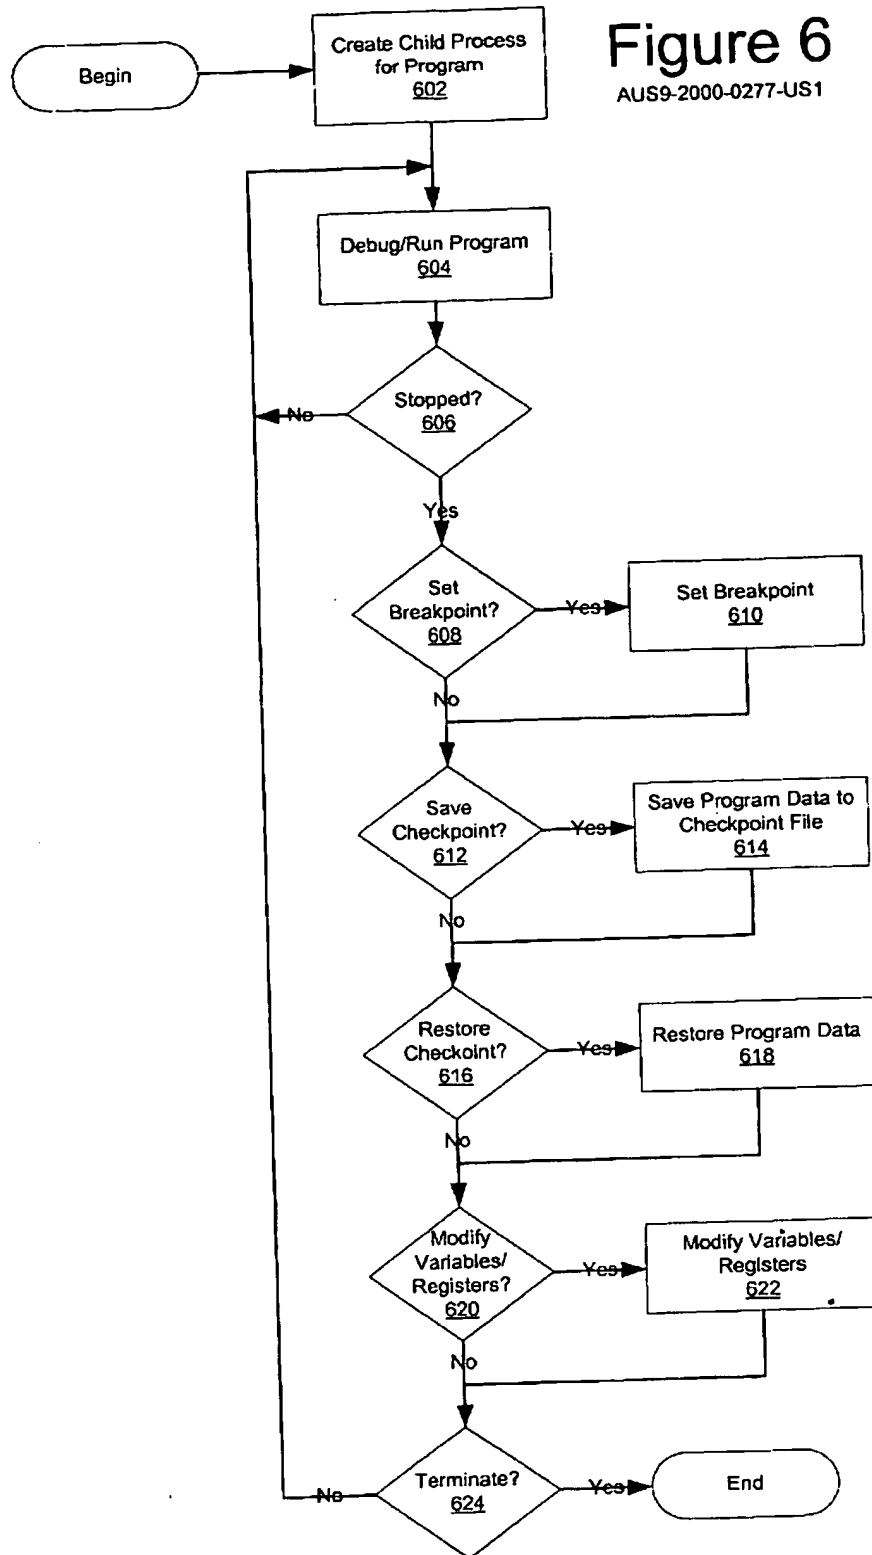 Figure 6
AUS9-2000-0277-US1
Begin
Create Child Process
for Program
602
Debug/Run Program
604
Stopped?
606
No
Yes
Set
Breakpoint?
608
Yes
Set Breakpoint
610
No
Save
Checkpoint?
612
Yes
Save Program Data to
Checkpoint File
614
No
Restore
Checkoint?
616
Yes
Restore Program Data
618
No
Modify
Variables/
Registers?
620
Yes
Modify Variables/
Registers
622
No
Terminate?
624
No
Yes
End